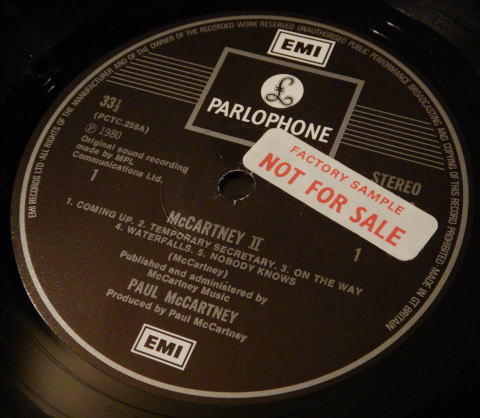 EMI RECORDS LTD. ALL RIGHTS OF THE MANUFACTURER AND OF THE OWNER OF THE RECORDED WORK RESERVED UNAUTHORISED PUBLIC PERFORMANCE BROADCASTING AND COPYING OF THIS RECORD PROHIBITED MADE IN GT BRITAIN
EMI
£
PARLOPHONE
33⅓
(PCTC.258A)
Ⓟ 1980
Original sound recording
made by MPL
Communications Ltd.
1
STEREO
FACTORY SAMPLE
NOT FOR SALE
1
McCARTNEY II
1. COMING UP. 2. TEMPORARY SECRETARY. 3. ON THE WAY
4. WATERFALLS. 5. NOBODY KNOWS
(McCartney)
Published and administered by
McCartney Music
PAUL McCARTNEY
Produced by Paul McCartney
EMI